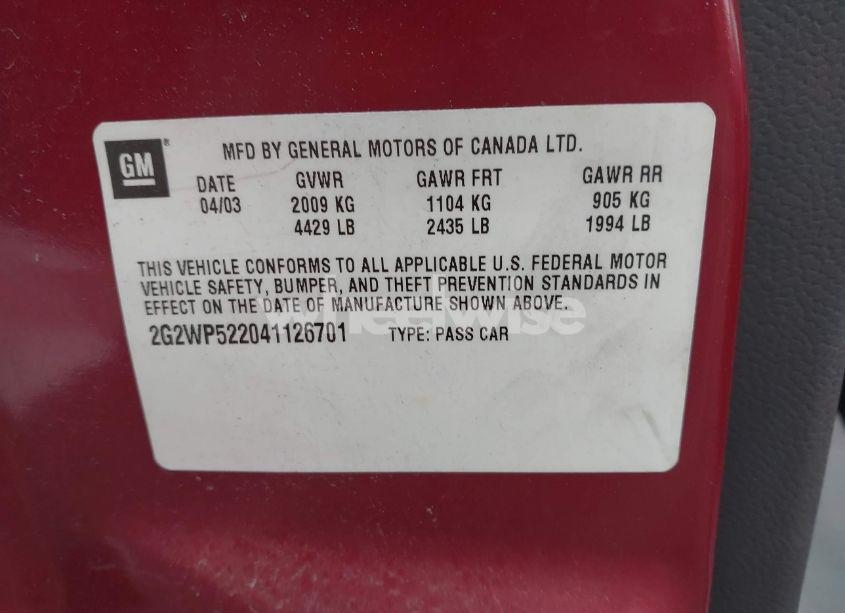 GM®
MFD BY GENERAL MOTORS OF CANADA LTD.
DATE GVWR GAWR FRT GAWR RR
04/03 2009 KG 1104 KG 905 KG
4429 LB 2435 LB 1994 LB
THIS VEHICLE CONFORMS TO ALL APPLICABLE U.S. FEDERAL MOTOR
VEHICLE SAFETY, BUMPER, AND THEFT PREVENTION STANDARDS IN
EFFECT ON THE DATE OF MANUFACTURE SHOWN ABOVE.
wheelwise
2G2WP522041126701 TYPE: PASS CAR